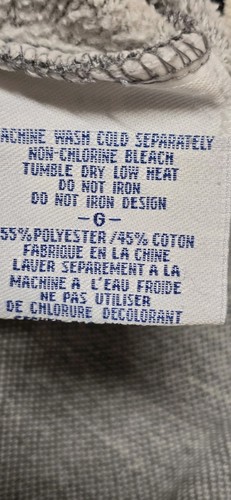 ACHINE WASH COLD SEPARATELY
NON-CHLORINE BLEACH
TUMBLE DRY LOW HEAT
DO NOT IRON
DO NOT IRON DESIGN
-G-
55%POLYESTER/45% COTON
FABRIQUE EN LA CHINE
LAVER SEPAREMENT A LA
MACHINE A L'EAU FROIDE
NE PAS UTILISER
DE CHLORURE DECOLORANT